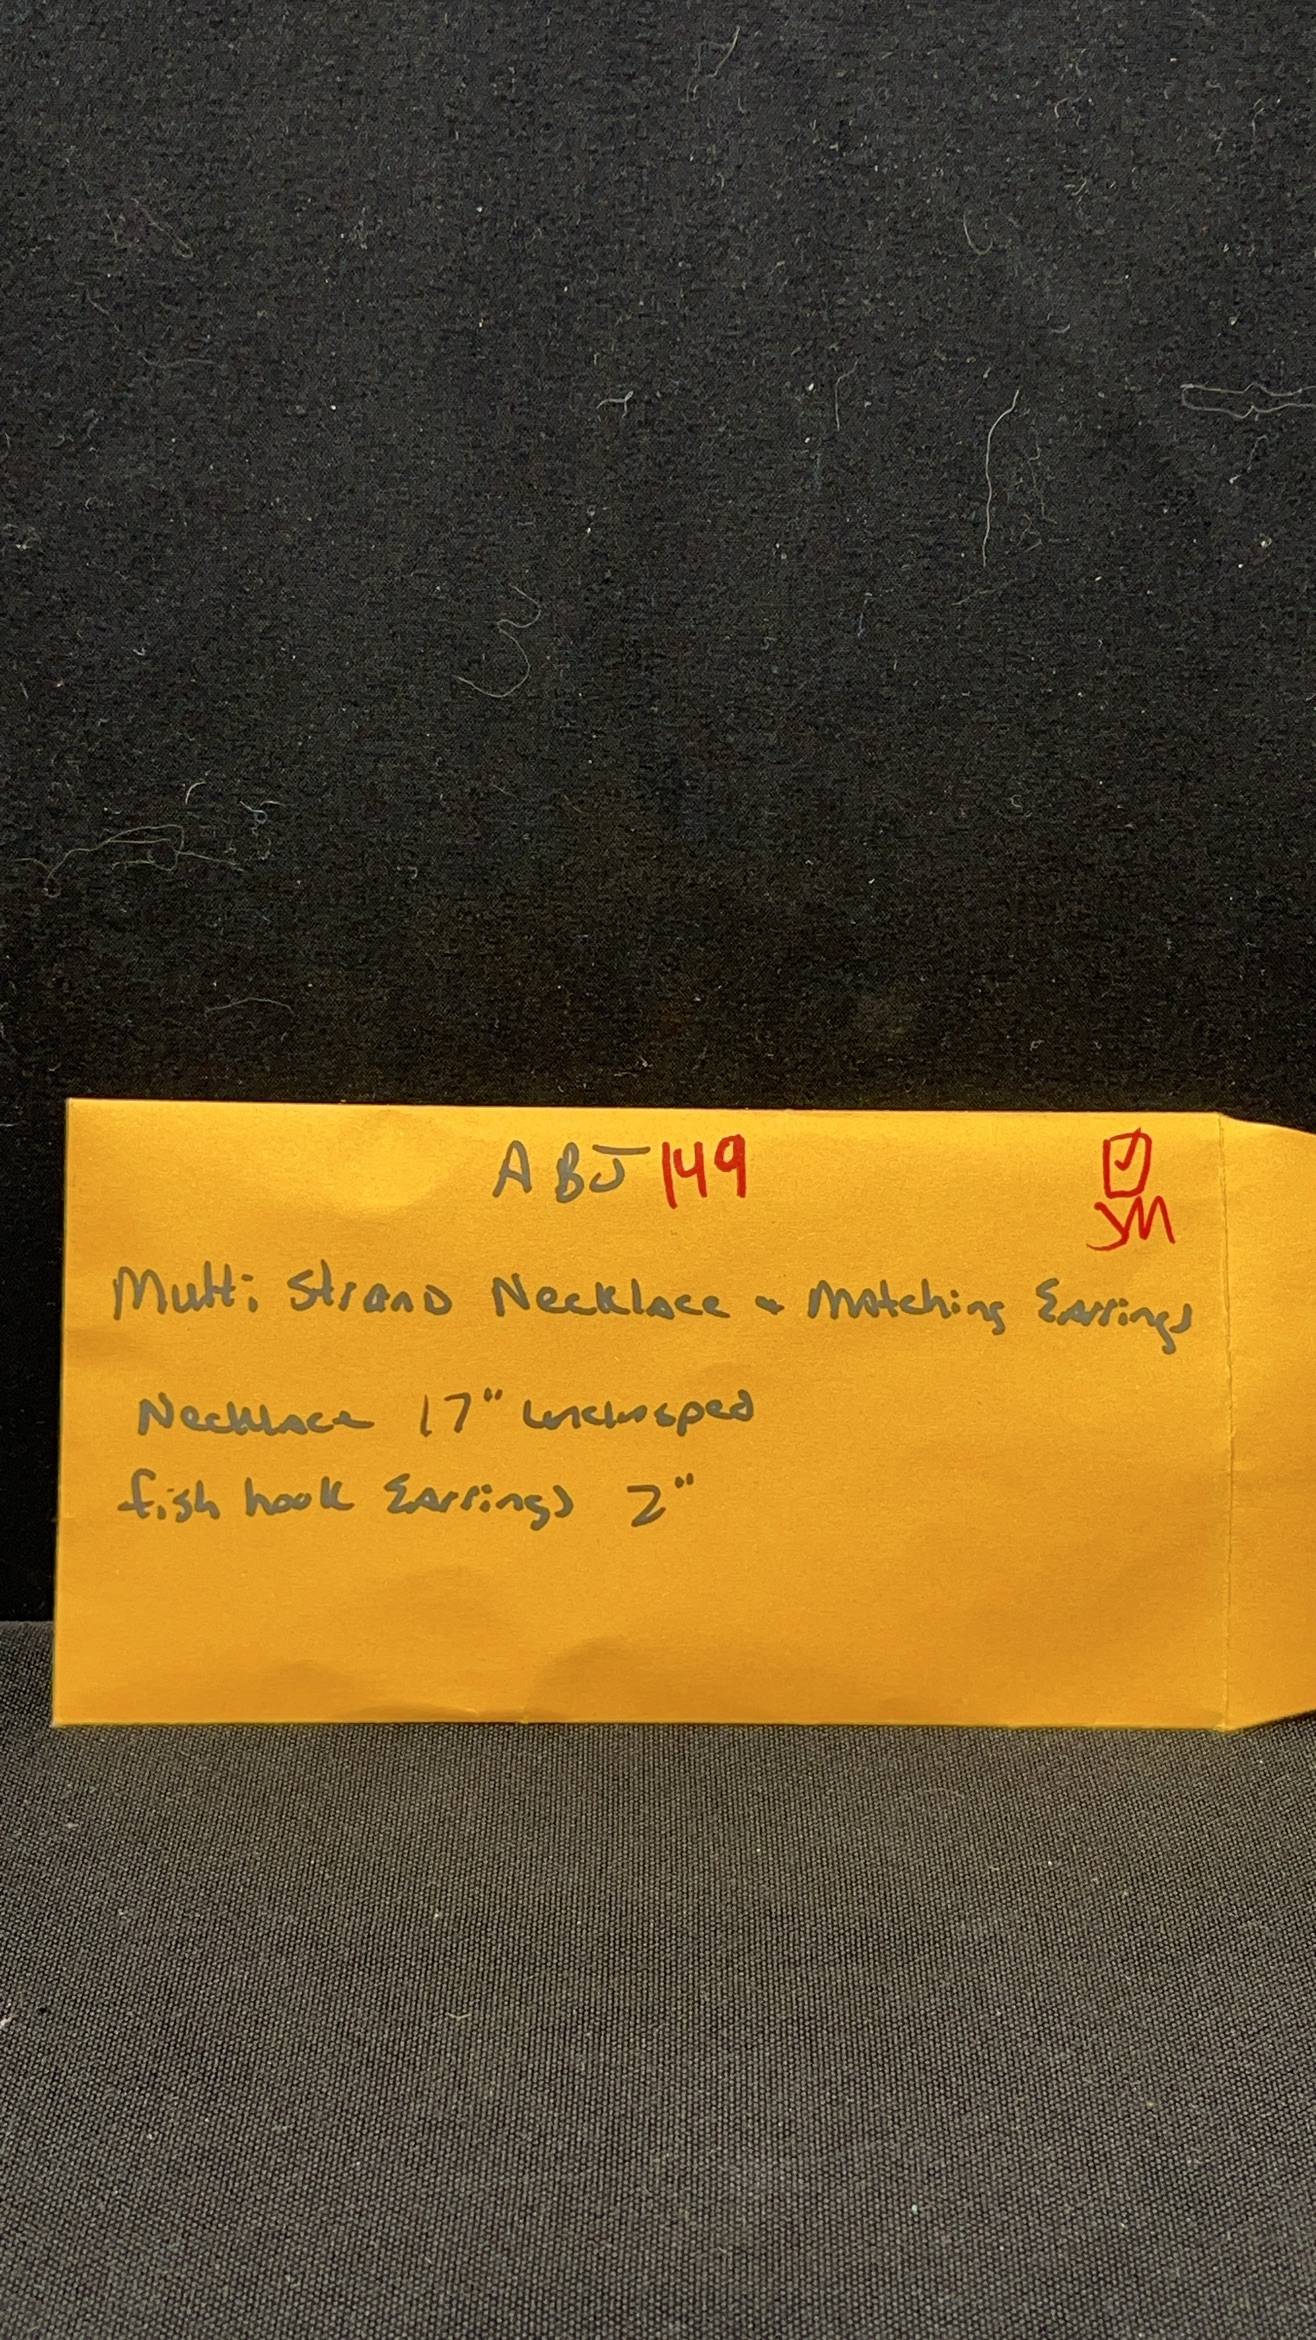 ABJ 149
JM
Multi Strand Necklace + Matching Earrings
Necklace 17" unclasped
fish hook Earrings 2"